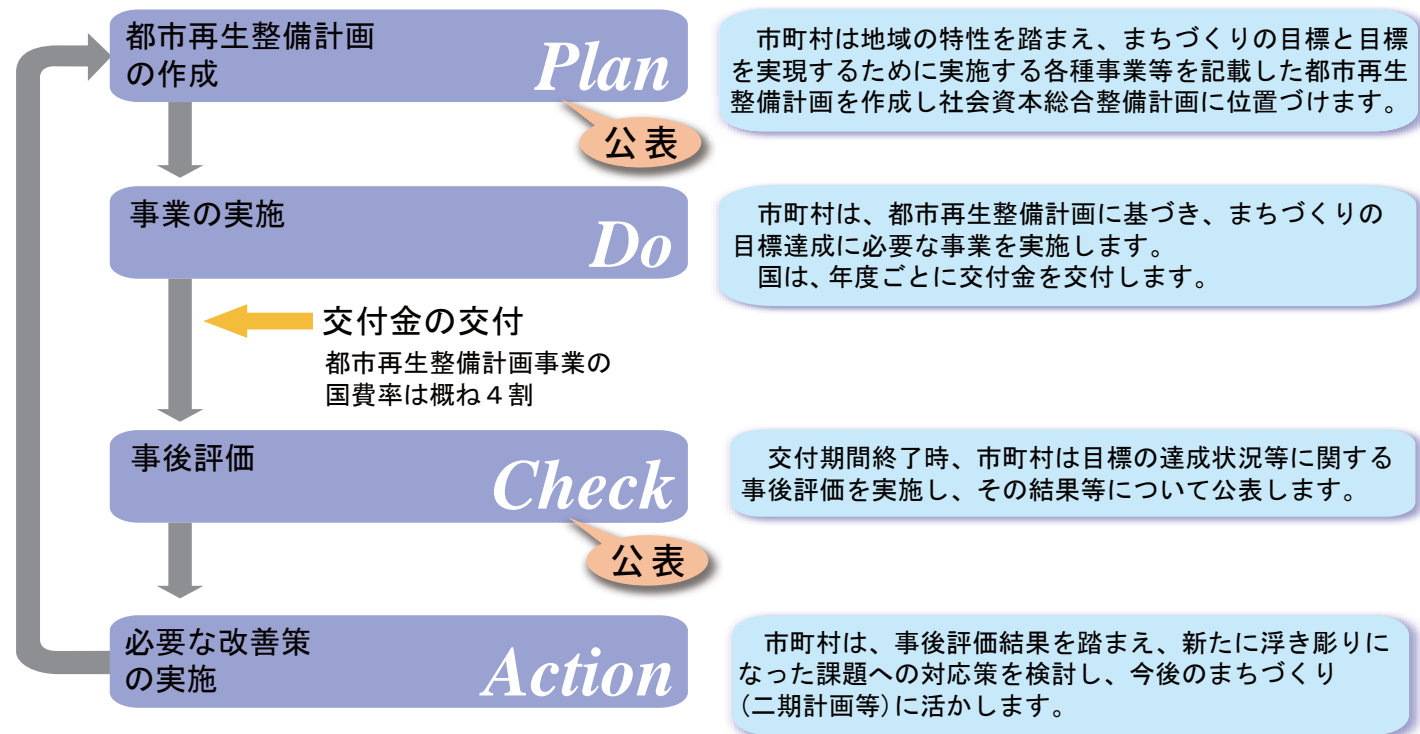 都市再生整備計画
の作成
Plan
公表
市町村は地域の特性を踏まえ、まちづくりの目標と目標
を実現するために実施する各種事業等を記載した都市再生
整備計画を作成し社会資本総合整備計画に位置づけます。
事業の実施
Do
市町村は、都市再生整備計画に基づき、まちづくりの
目標達成に必要な事業を実施します。
国は、年度ごとに交付金を交付します。
交付金の交付
都市再生整備計画事業の
国費率は概ね４割
事後評価
Check
公表
交付期間終了時、市町村は目標の達成状況等に関する
事後評価を実施し、その結果等について公表します。
必要な改善策
の実施
Action
市町村は、事後評価結果を踏まえ、新たに浮き彫りに
なった課題への対応策を検討し、今後のまちづくり
(二期計画等)に活かします。